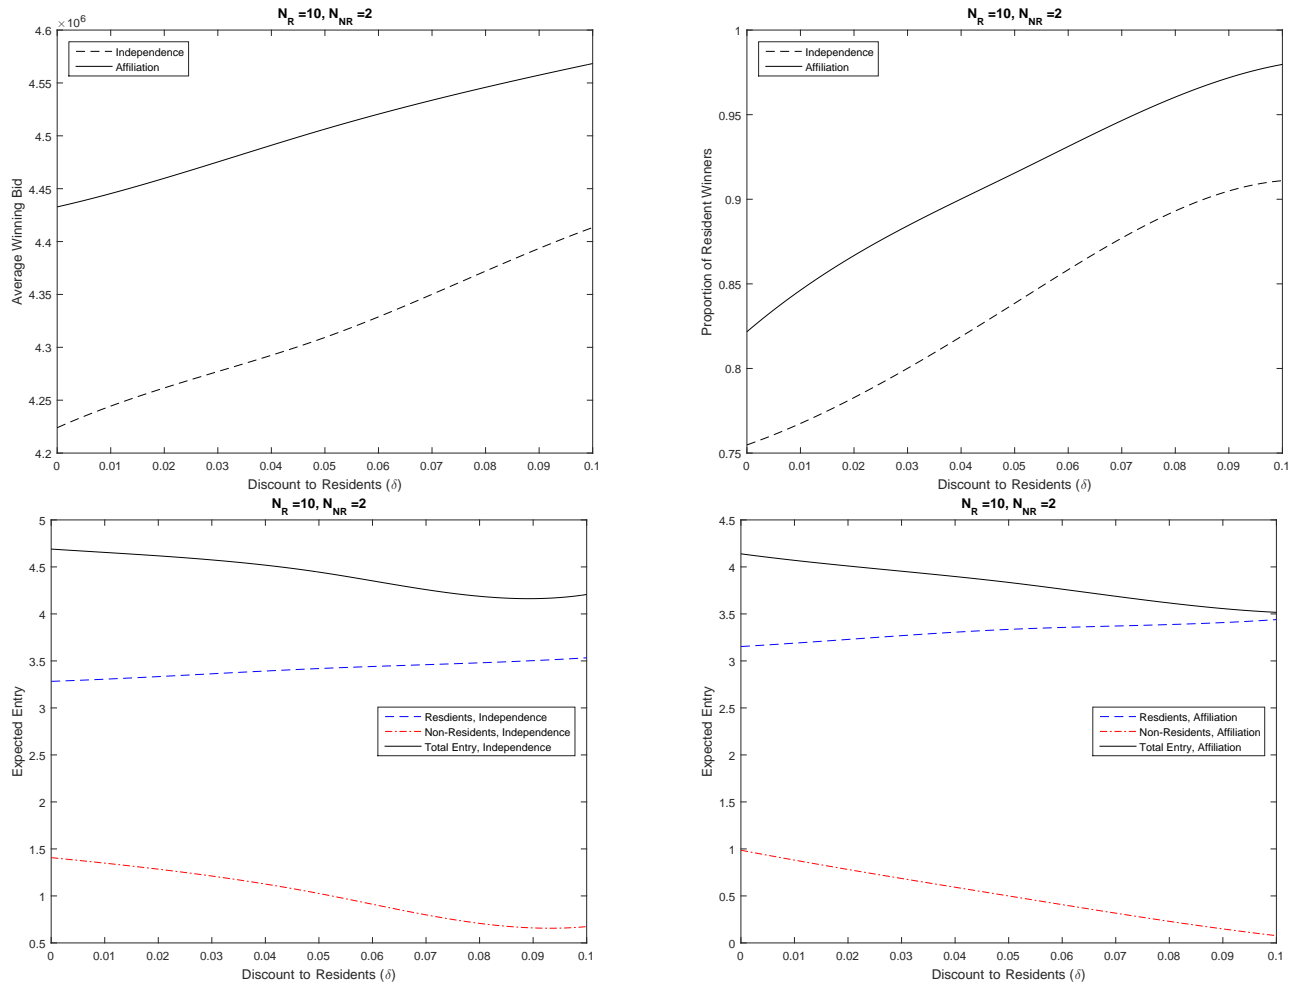 N_R =10, N_NR =2
×10^6
4.6
4.55
4.5
4.45
4.4
4.35
4.3
4.25
4.2
Average Winning Bid
Independence
Affiliation
0 0.01 0.02 0.03 0.04 0.05 0.06 0.07 0.08 0.09 0.1
Discount to Residents (δ)
N_R =10, N_NR =2
1
0.95
0.9
0.85
0.8
0.75
Proportion of Resident Winners
Independence
Affiliation
0 0.01 0.02 0.03 0.04 0.05 0.06 0.07 0.08 0.09 0.1
Discount to Residents (δ)
N_R =10, N_NR =2
5
4.5
4
3.5
3
2.5
2
1.5
1
0.5
Expected Entry
Resdients, Independence
Non-Residents, Independence
Total Entry, Independence
0 0.01 0.02 0.03 0.04 0.05 0.06 0.07 0.08 0.09 0.1
Discount to Residents (δ)
N_R =10, N_NR =2
4.5
4
3.5
3
2.5
2
1.5
1
0.5
0
Expected Entry
Resdients, Affiliation
Non-Residents, Affiliation
Total Entry, Affiliation
0 0.01 0.02 0.03 0.04 0.05 0.06 0.07 0.08 0.09 0.1
Discount to Residents (δ)